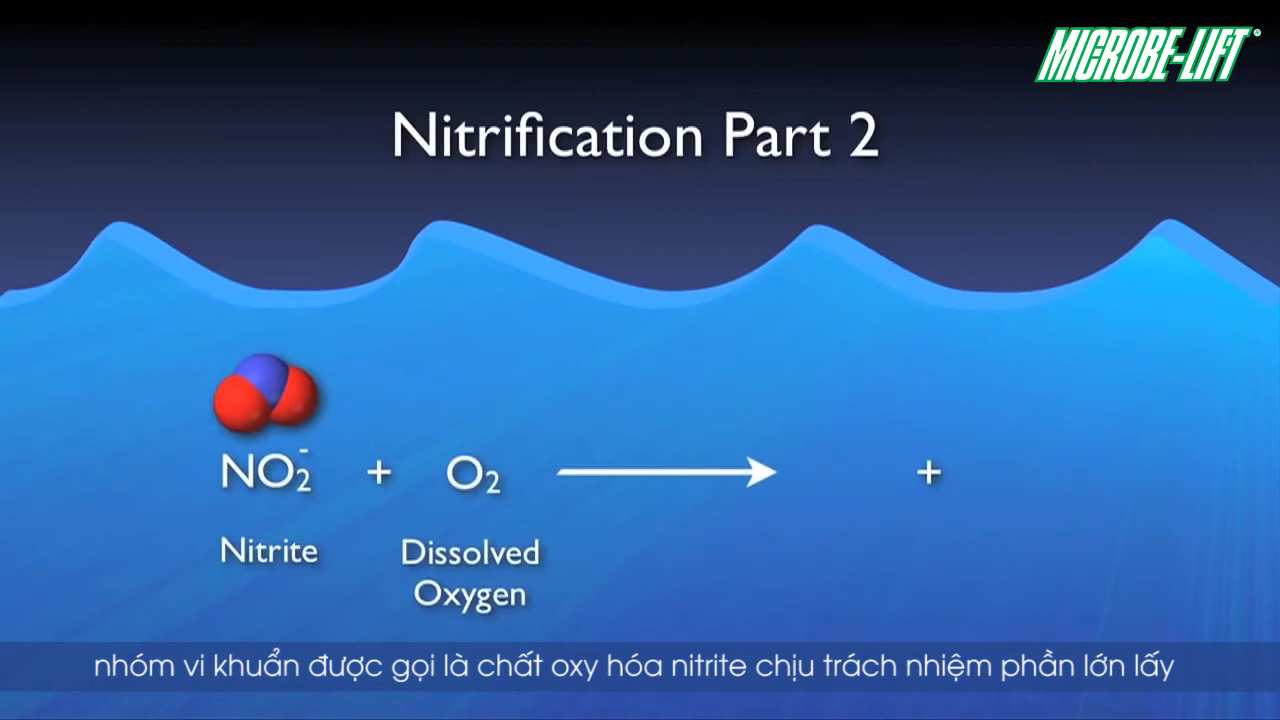 MICROBE-LIFT®
Nitrification Part 2
NO₂⁻ + O₂ → +
Nitrite
Dissolved
Oxygen
nhóm vi khuẩn được gọi là chất oxy hóa nitrite chịu trách nhiệm phần lớn lấy